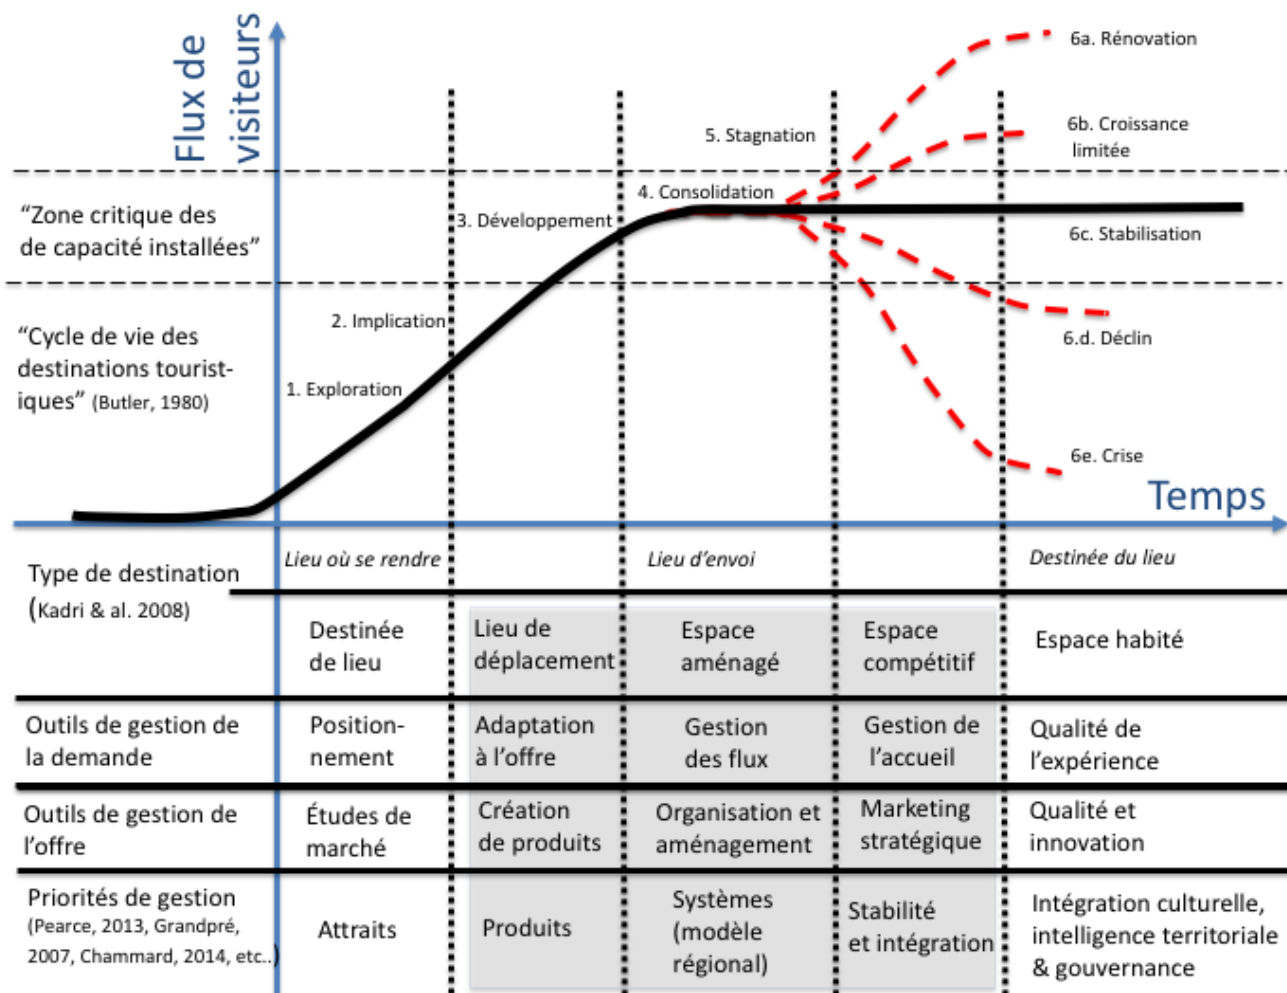 Flux de
visiteurs
6a. Rénovation
6b. Croissance
limitée
5. Stagnation
4. Consolidation
3. Développement
6c. Stabilisation
“Zone critique des
de capacité installées”
2. Implication
6.d. Déclin
“Cycle de vie des
destinations tourist-
iques” (Butler, 1980)
1. Exploration
6e. Crise
Temps
Type de destination
(Kadri & al. 2008)
Lieu où se rendre
Lieu d’envoi
Destinée du lieu
Destinée
de lieu
Lieu de
déplacement
Espace
aménagé
Espace
compétitif
Espace habité
Outils de gestion de
la demande
Position-
nement
Adaptation
à l’offre
Gestion
des flux
Gestion de
l’accueil
Qualité de
l’expérience
Outils de gestion de
l’offre
Études de
marché
Création
de produits
Organisation et
aménagement
Marketing
stratégique
Qualité et
innovation
Priorités de gestion
(Pearce, 2013, Grandpré,
2007, Chammard, 2014, etc..)
Attraits
Produits
Systèmes
(modèle
régional)
Stabilité
et intégration
Intégration culturelle,
intelligence territoriale
& gouvernance